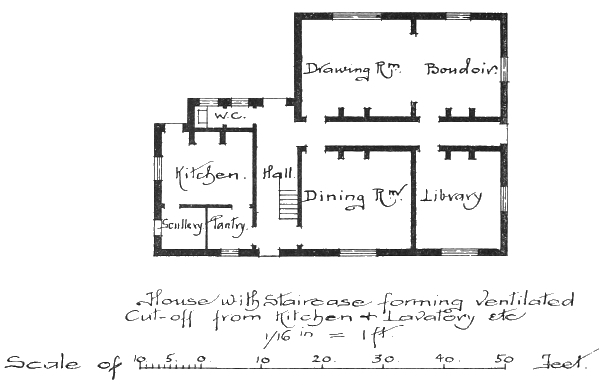 Drawing Rm. Boudoir.
W.C.
Kitchen. Hall.
Dining Rm. Library
Scullery. Pantry.
House with Staircase forming ventilated
Cut-off from Kitchen & Lavatory etc
1/16 in = 1 ft.
Scale of 10. 5. 0. 10. 20. 30. 40. 50 Feet.